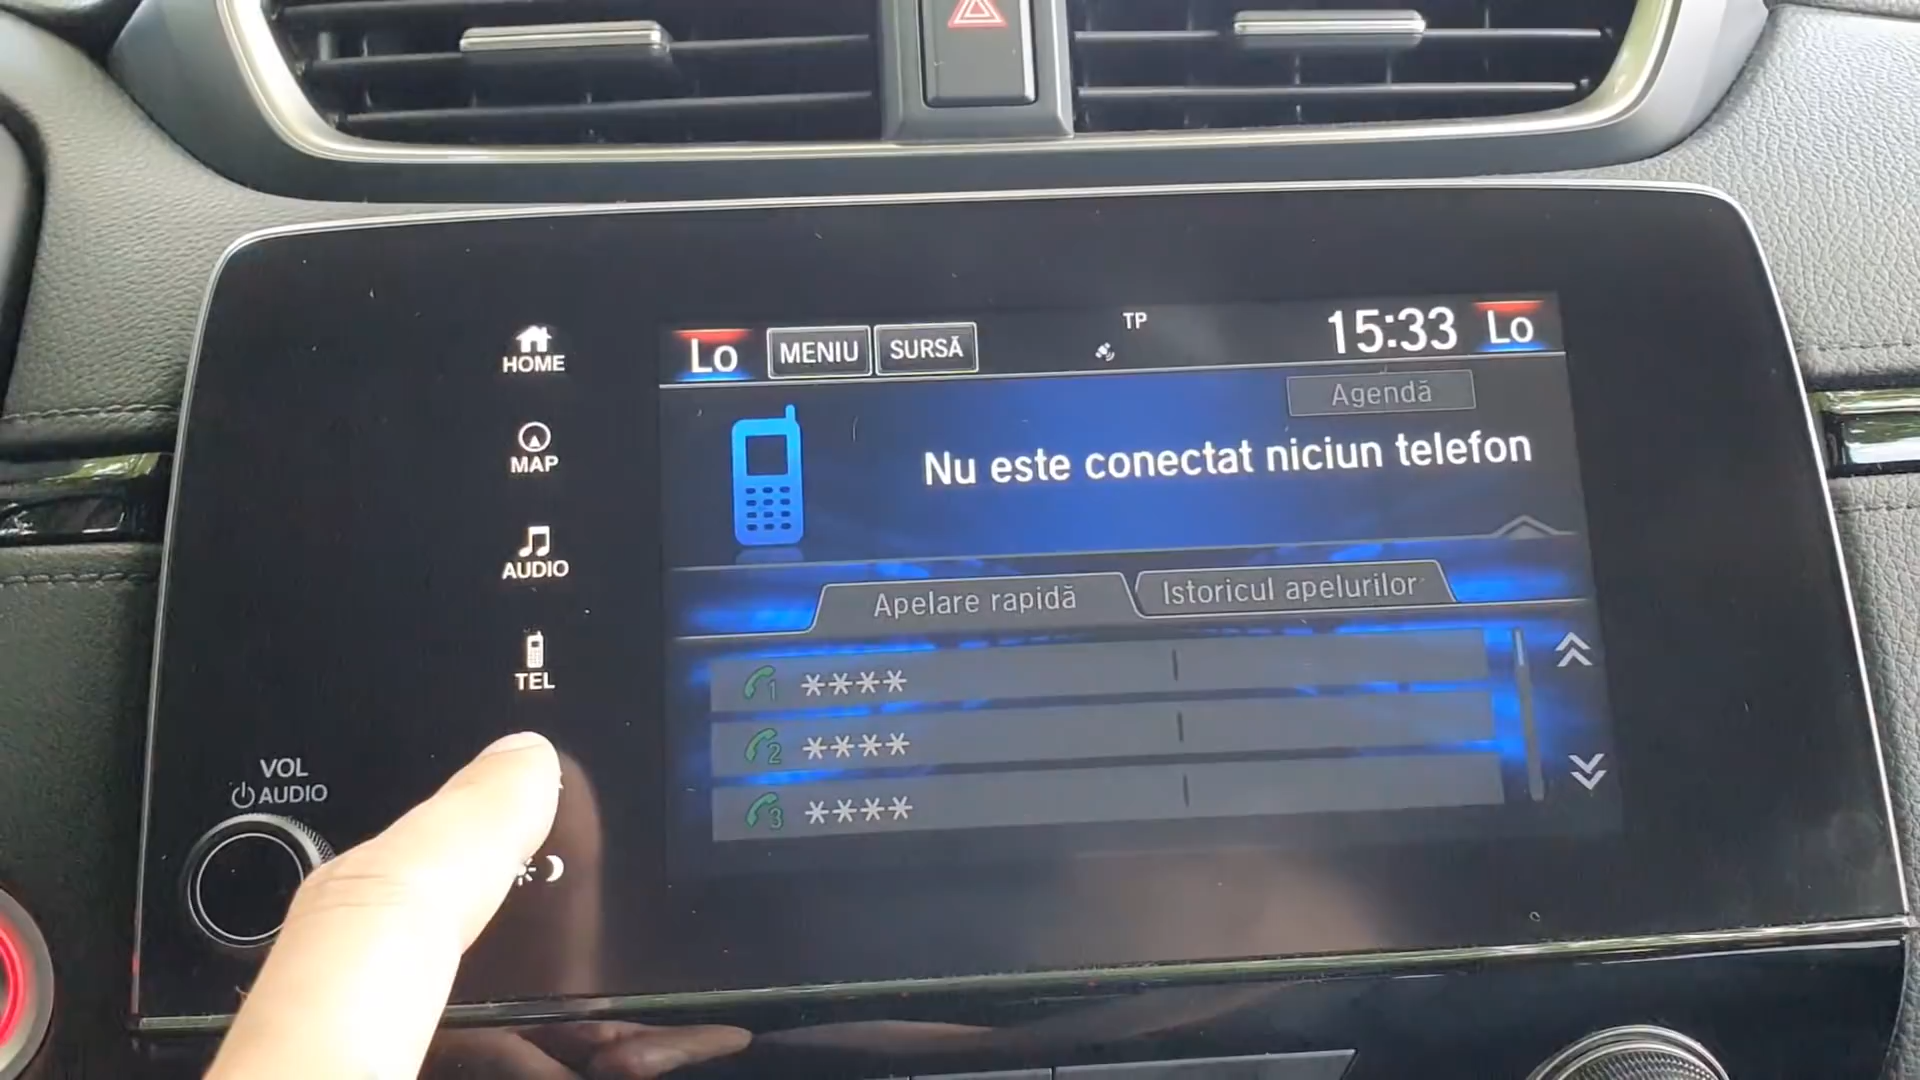 HOME
MAP
AUDIO
TEL
VOL
AUDIO
Lo
MENIU
SURSĂ
TP
15:33
Lo
Agendă
Nu este conectat niciun telefon
Apelare rapidă
Istoricul apelurilor
1 ****
2 ****
3 ****